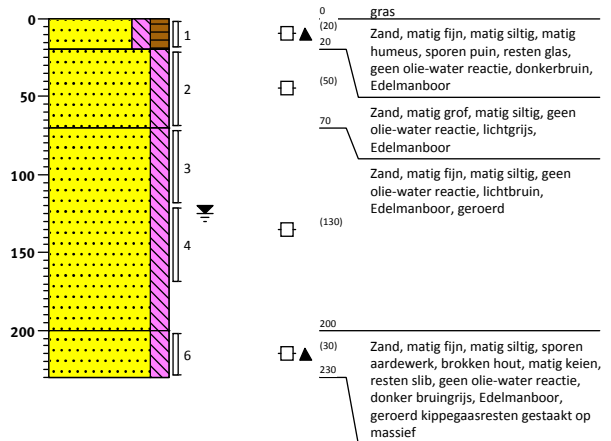 0
50
100
150
200
1
2
3
4
6
0 gras
(20)
20
Zand, matig fijn, matig siltig, matig
humeus, sporen puin, resten glas,
geen olie-water reactie, donkerbruin,
Edelmanboor
(50)
70
Zand, matig grof, matig siltig, geen
olie-water reactie, lichtgrijs,
Edelmanboor
(130)
Zand, matig fijn, matig siltig, geen
olie-water reactie, lichtbruin,
Edelmanboor, geroerd
200
(30)
230
Zand, matig fijn, matig siltig, sporen
aardewerk, brokken hout, matig keien,
resten slib, geen olie-water reactie,
donker bruingrijs, Edelmanboor,
geroerd kippegaasresten gestaakt op
massief